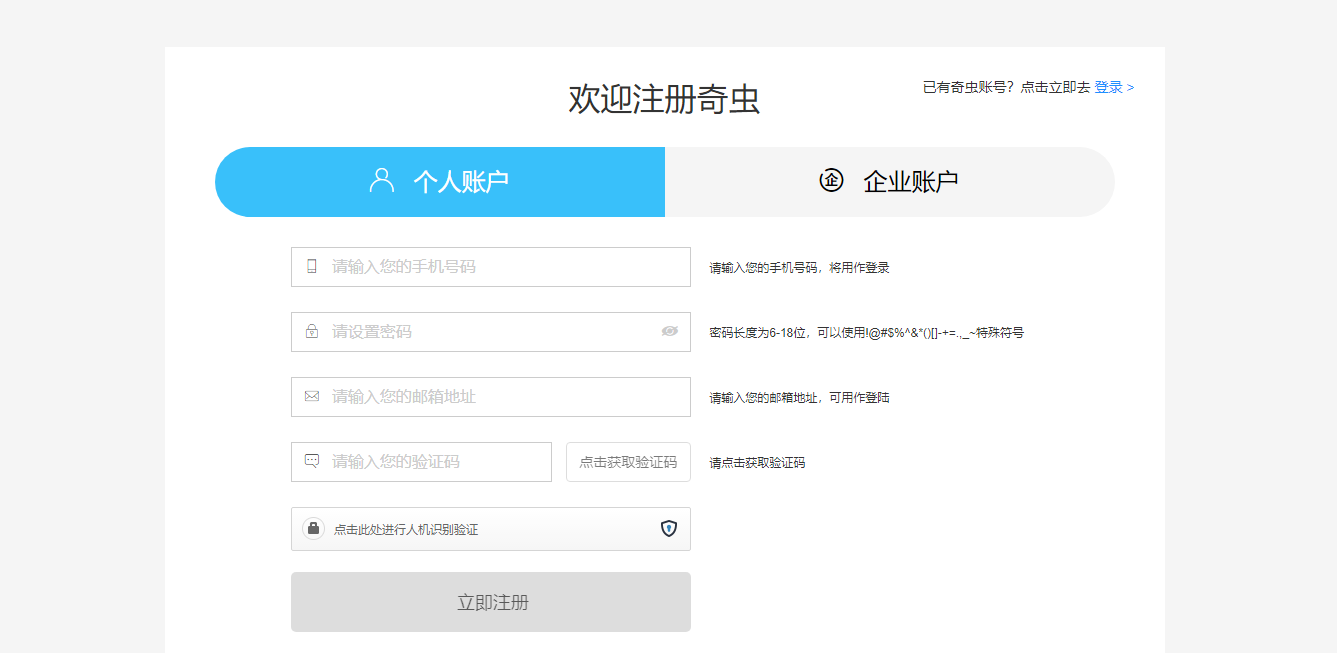 已有奇虫账号？点击立即去 登录 >
欢迎注册奇虫
个人账户
企 企业账户
请输入您的手机号码 请输入您的手机号码，将用作登录
请设置密码 密码长度为6-18位，可以使用!@#$%^&*()[]-+=.,_~特殊符号
请输入您的邮箱地址 请输入您的邮箱地址，可用作登陆
请输入您的验证码 点击获取验证码 请点击获取验证码
点击此处进行人机识别验证
立即注册